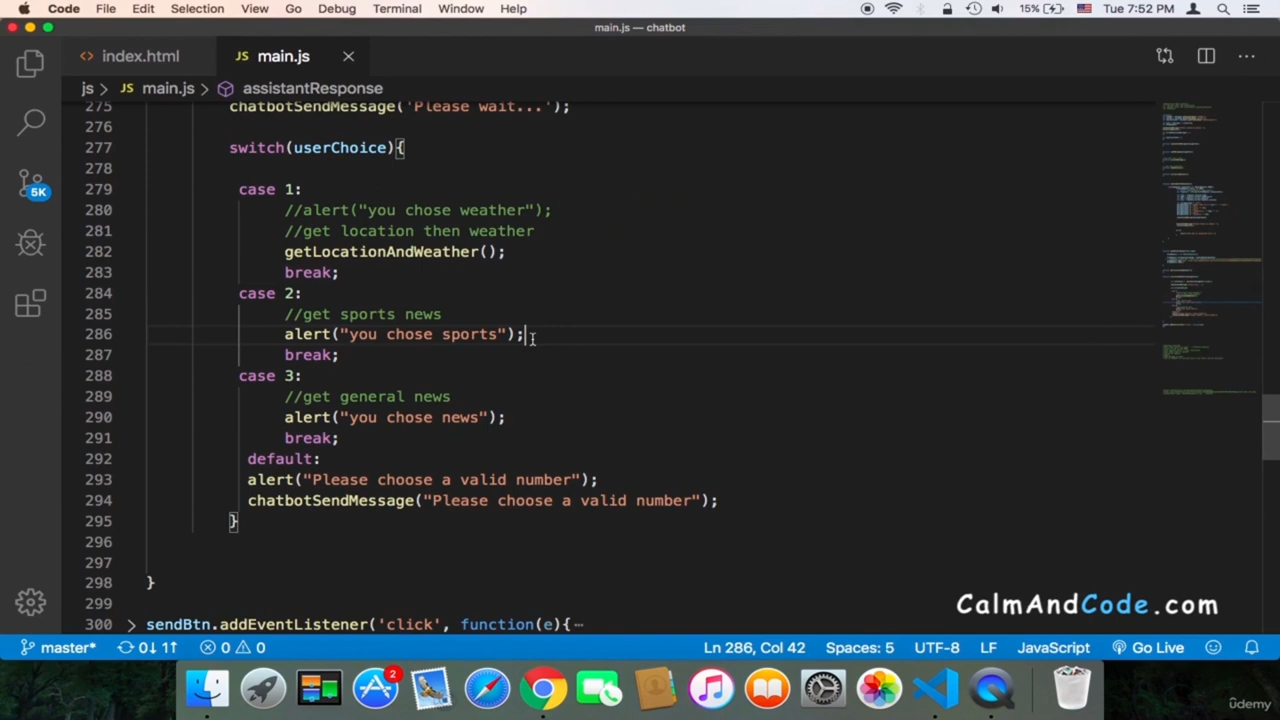 Code File Edit Selection View Go Debug Terminal Window Help 15% Tue 7:52 PM
main.js — chatbot
index.html JS main.js
js > JS main.js > assistantResponse
275 chatbotSendMessage('Please wait...');
276
277 switch(userChoice){
278
279 case 1:
280 //alert("you chose weather");
281 //get location then weather
282 getLocationAndWeather();
283 break;
284 case 2:
285 //get sports news
286 alert("you chose sports");
287 break;
288 case 3:
289 //get general news
290 alert("you chose news");
291 break;
292 default:
293 alert("Please choose a valid number");
294 chatbotSendMessage("Please choose a valid number");
295 }
296
297
298 }
299
300 sendBtn.addEventListener('click', function(e){
5K
CalmAndCode.com
master* 0↓ 1↑ 0 0 Ln 286, Col 42 Spaces: 5 UTF-8 LF JavaScript Go Live
2
ûdemy